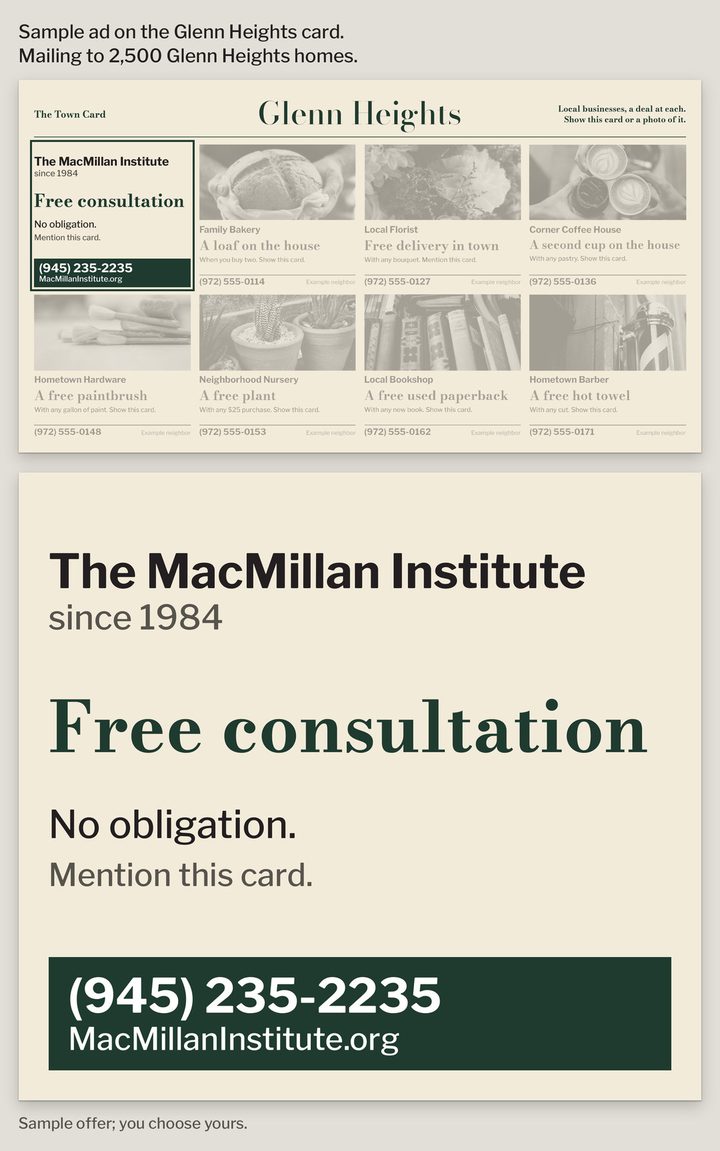 Sample ad on the Glenn Heights card.
Mailing to 2,500 Glenn Heights homes.
The Town Card
Glenn Heights
Local businesses, a deal at each.
Show this card or a photo of it.
The MacMillan Institute
since 1984
Free consultation
No obligation.
Mention this card.
(945) 235-2235
MacMillanInstitute.org
Family Bakery
A loaf on the house
When you buy two. Show this card.
(972) 555-0114
Example neighbor
Local Florist
Free delivery in town
With any bouquet. Mention this card.
(972) 555-0127
Example neighbor
Corner Coffee House
A second cup on the house
With any pastry. Show this card.
(972) 555-0136
Example neighbor
Hometown Hardware
A free paintbrush
With any gallon of paint. Show this card.
(972) 555-0148
Example neighbor
Neighborhood Nursery
A free plant
With any $25 purchase. Show this card.
(972) 555-0153
Example neighbor
Local Bookshop
A free used paperback
With any new book. Show this card.
(972) 555-0162
Example neighbor
Hometown Barber
A free hot towel
With any cut. Show this card.
(972) 555-0171
Example neighbor
The MacMillan Institute
since 1984
Free consultation
No obligation.
Mention this card.
(945) 235-2235
MacMillanInstitute.org
Sample offer; you choose yours.